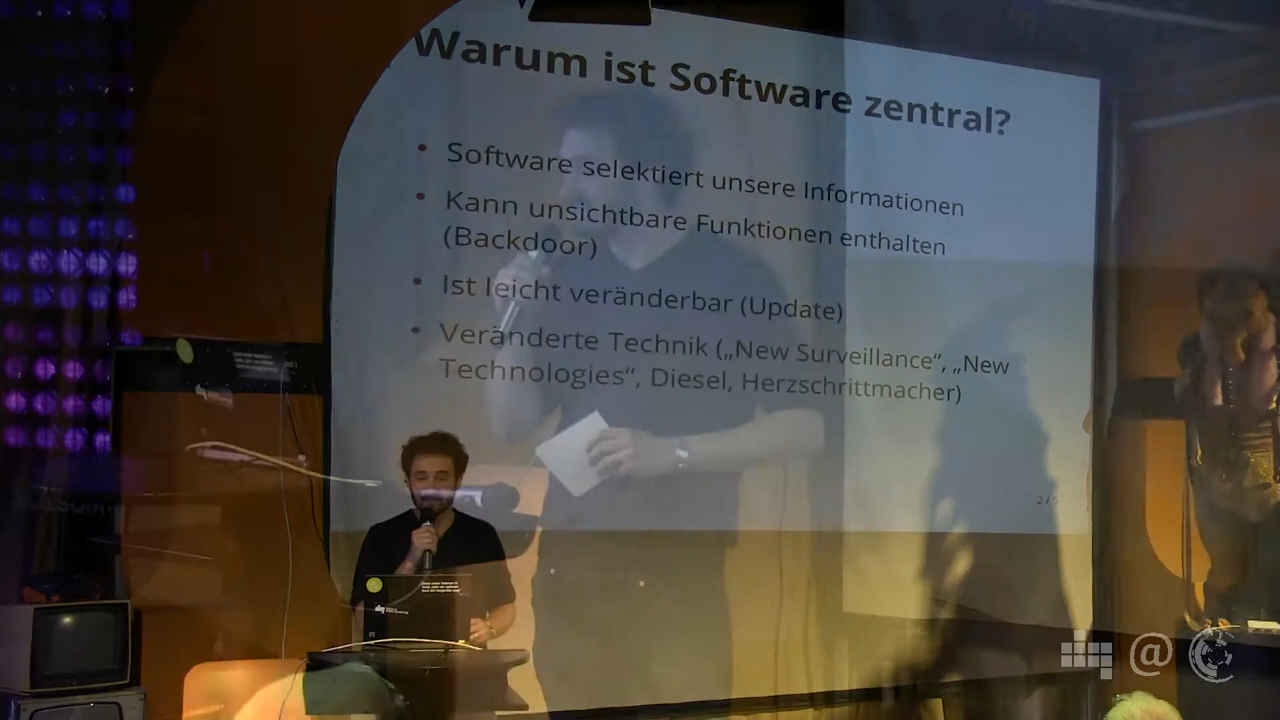 Warum ist Software zentral?
• Software selektiert unsere Informationen
• Kann unsichtbare Funktionen enthalten
(Backdoor)
• Ist leicht veränderbar (Update)
• Veränderte Technik („New Surveillance“, „New
Technologies“, Diesel, Herzschrittmacher)
@